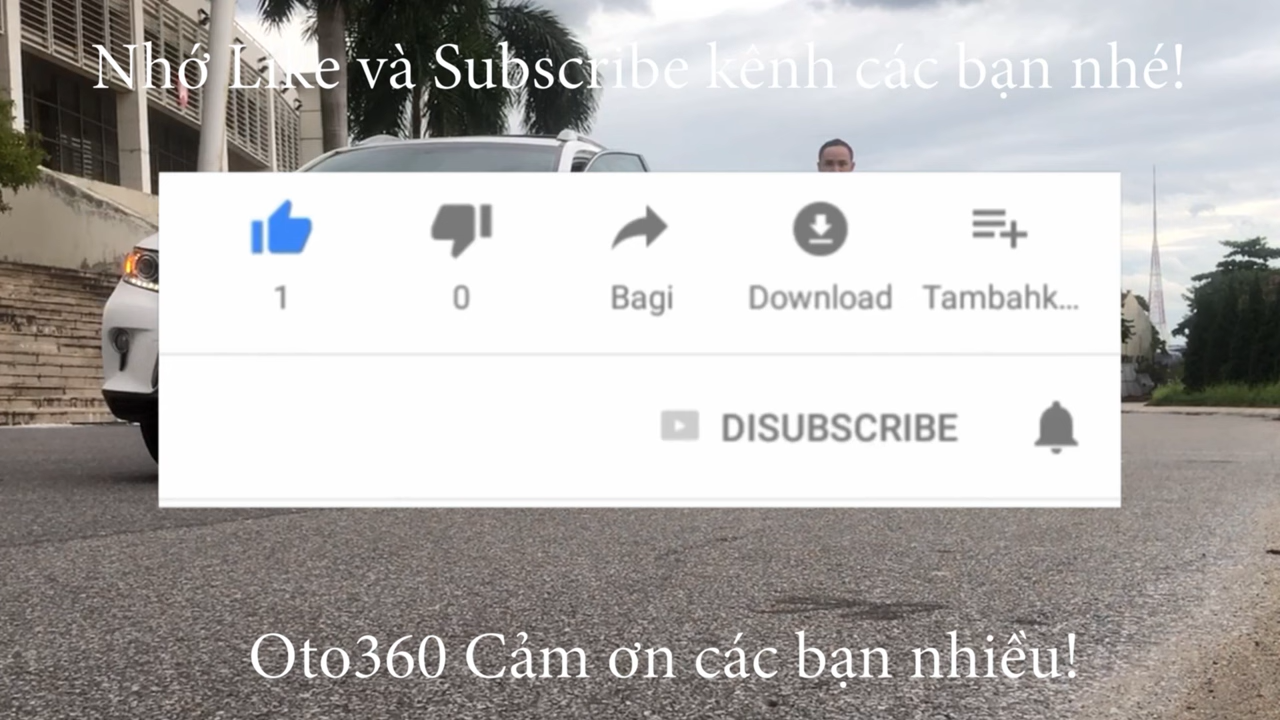 Nhớ Like và Subscribe kênh các bạn nhé!
1 0 Bagi Download Tambahk...
DISUBSCRIBE
Oto360 Cảm ơn các bạn nhiều!